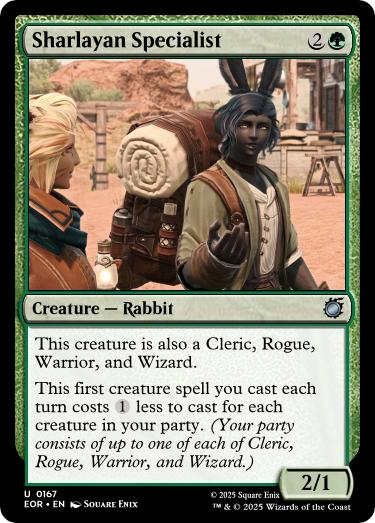 Sharlayan Specialist 2
Creature — Rabbit
This creature is also a Cleric, Rogue,
Warrior, and Wizard.
This first creature spell you cast each
turn costs 1 less to cast for each
creature in your party. (Your party
consists of up to one of each of Cleric,
Rogue, Warrior, and Wizard.)
2/1
U 0167
EOR • EN SQUARE ENIX
© 2025 Square Enix
™ & © 2025 Wizards of the Coast